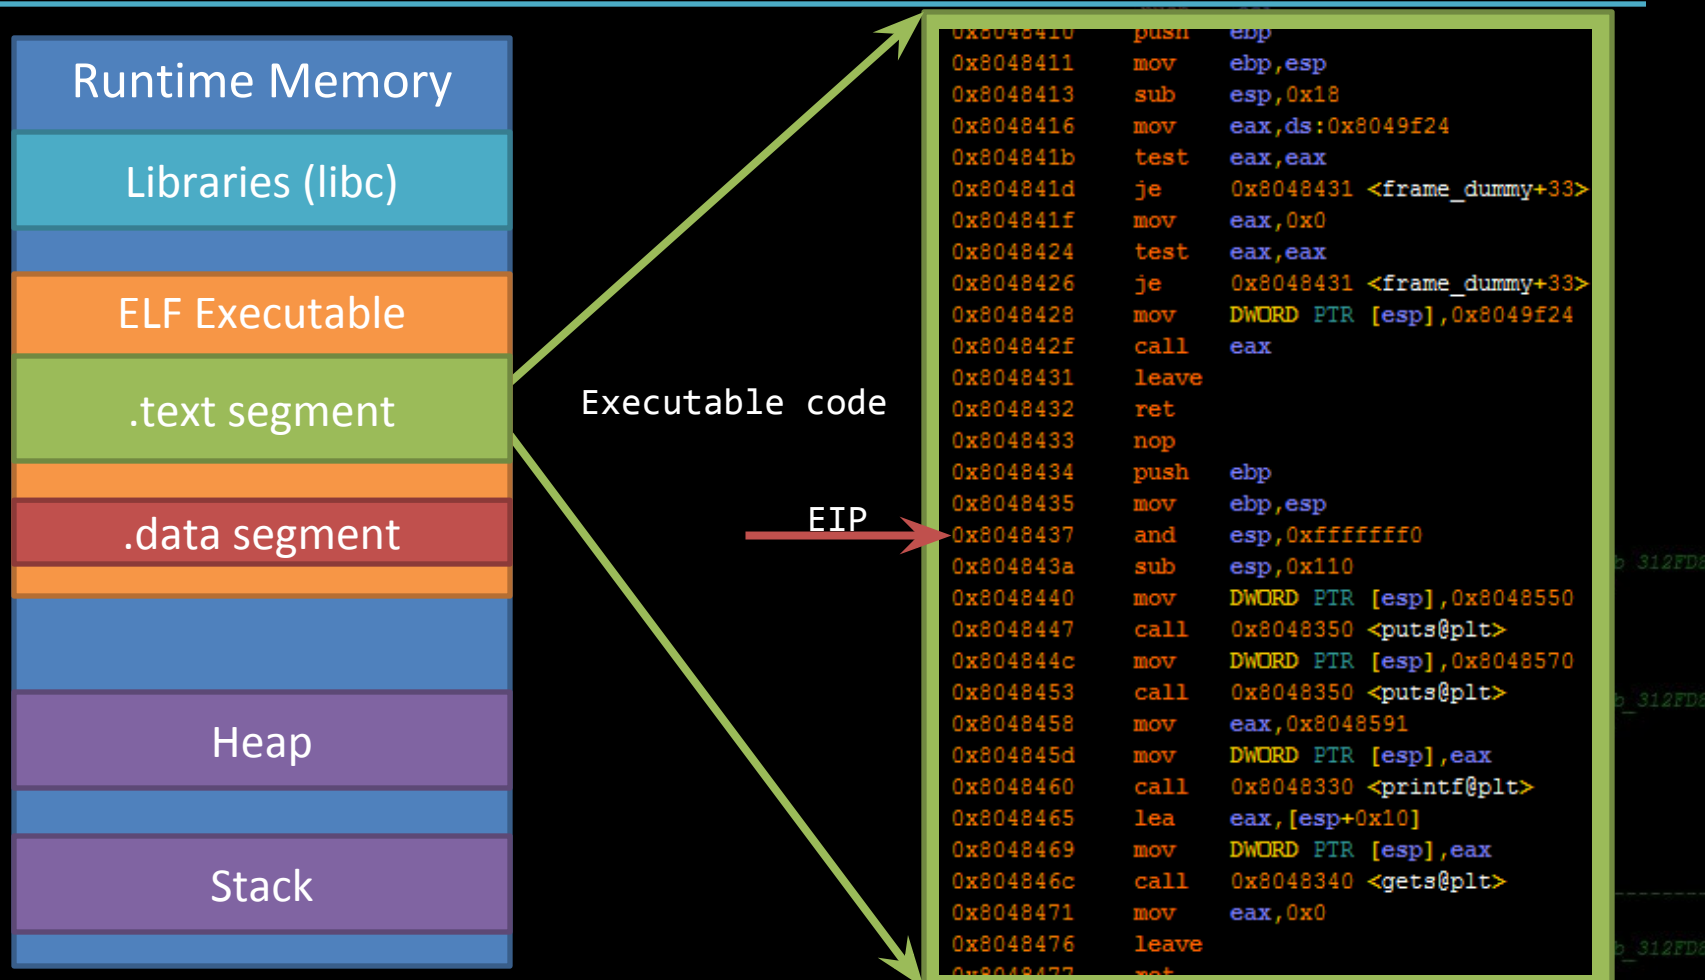 Runtime Memory
Libraries (libc)
ELF Executable
.text segment
.data segment
Heap
Stack
Executable code
EIP
0x8048410 push ebp
0x8048411 mov ebp,esp
0x8048413 sub esp,0x18
0x8048416 mov eax,ds:0x8049f24
0x804841b test eax,eax
0x804841d je 0x8048431 <frame_dummy+33>
0x804841f mov eax,0x0
0x8048424 test eax,eax
0x8048426 je 0x8048431 <frame_dummy+33>
0x8048428 mov DWORD PTR [esp],0x8049f24
0x804842f call eax
0x8048431 leave
0x8048432 ret
0x8048433 nop
0x8048434 push ebp
0x8048435 mov ebp,esp
0x8048437 and esp,0xfffffff0
0x804843a sub esp,0x110
0x8048440 mov DWORD PTR [esp],0x8048550
0x8048447 call 0x8048350 <puts@plt>
0x804844c mov DWORD PTR [esp],0x8048570
0x8048453 call 0x8048350 <puts@plt>
0x8048458 mov eax,0x8048591
0x804845d mov DWORD PTR [esp],eax
0x8048460 call 0x8048330 <printf@plt>
0x8048465 lea eax,[esp+0x10]
0x8048469 mov DWORD PTR [esp],eax
0x804846c call 0x8048340 <gets@plt>
0x8048471 mov eax,0x0
0x8048476 leave
0x8048477 ret